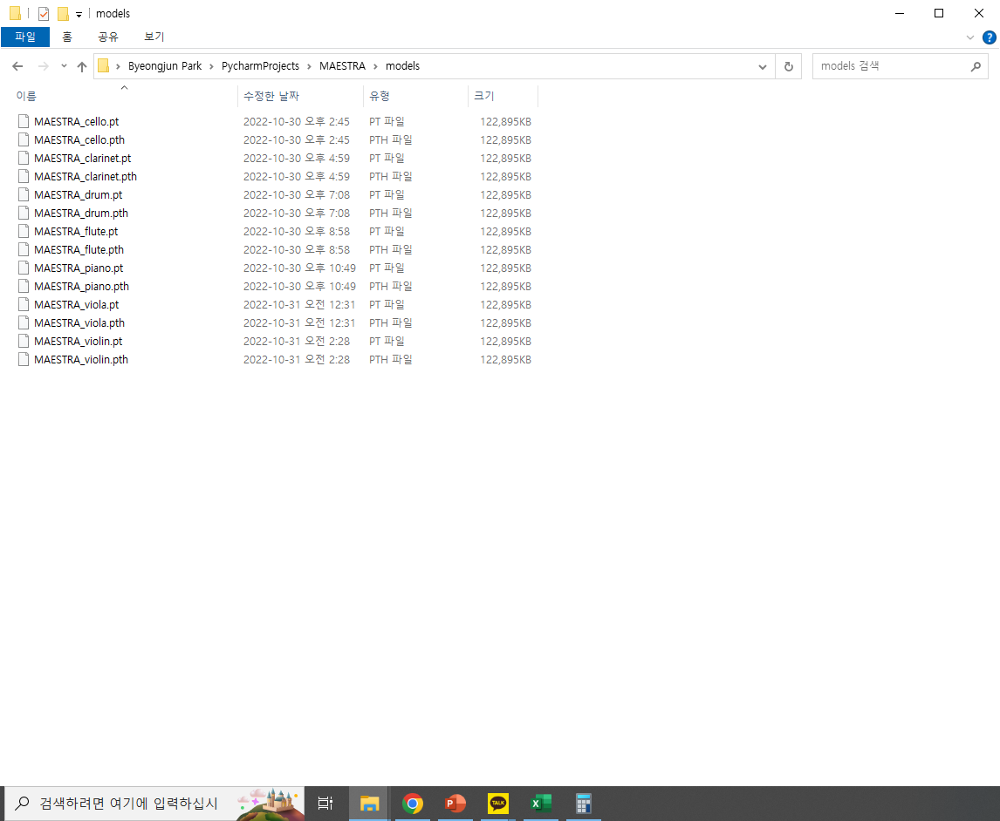 models
파일 홈 공유 보기
Byeongjun Park > PycharmProjects > MAESTRA > models
models 검색
이름 수정한 날짜 유형 크기
MAESTRA_cello.pt 2022-10-30 오후 2:45 PT 파일 122,895KB
MAESTRA_cello.pth 2022-10-30 오후 2:45 PTH 파일 122,895KB
MAESTRA_clarinet.pt 2022-10-30 오후 4:59 PT 파일 122,895KB
MAESTRA_clarinet.pth 2022-10-30 오후 4:59 PTH 파일 122,895KB
MAESTRA_drum.pt 2022-10-30 오후 7:08 PT 파일 122,895KB
MAESTRA_drum.pth 2022-10-30 오후 7:08 PTH 파일 122,895KB
MAESTRA_flute.pt 2022-10-30 오후 8:58 PT 파일 122,895KB
MAESTRA_flute.pth 2022-10-30 오후 8:58 PTH 파일 122,895KB
MAESTRA_piano.pt 2022-10-30 오후 10:49 PT 파일 122,895KB
MAESTRA_piano.pth 2022-10-30 오후 10:49 PTH 파일 122,895KB
MAESTRA_viola.pt 2022-10-31 오전 12:31 PT 파일 122,895KB
MAESTRA_viola.pth 2022-10-31 오전 12:31 PTH 파일 122,895KB
MAESTRA_violin.pt 2022-10-31 오전 2:28 PT 파일 122,895KB
MAESTRA_violin.pth 2022-10-31 오전 2:28 PTH 파일 122,895KB
검색하려면 여기에 입력하십시
P
TALK
X